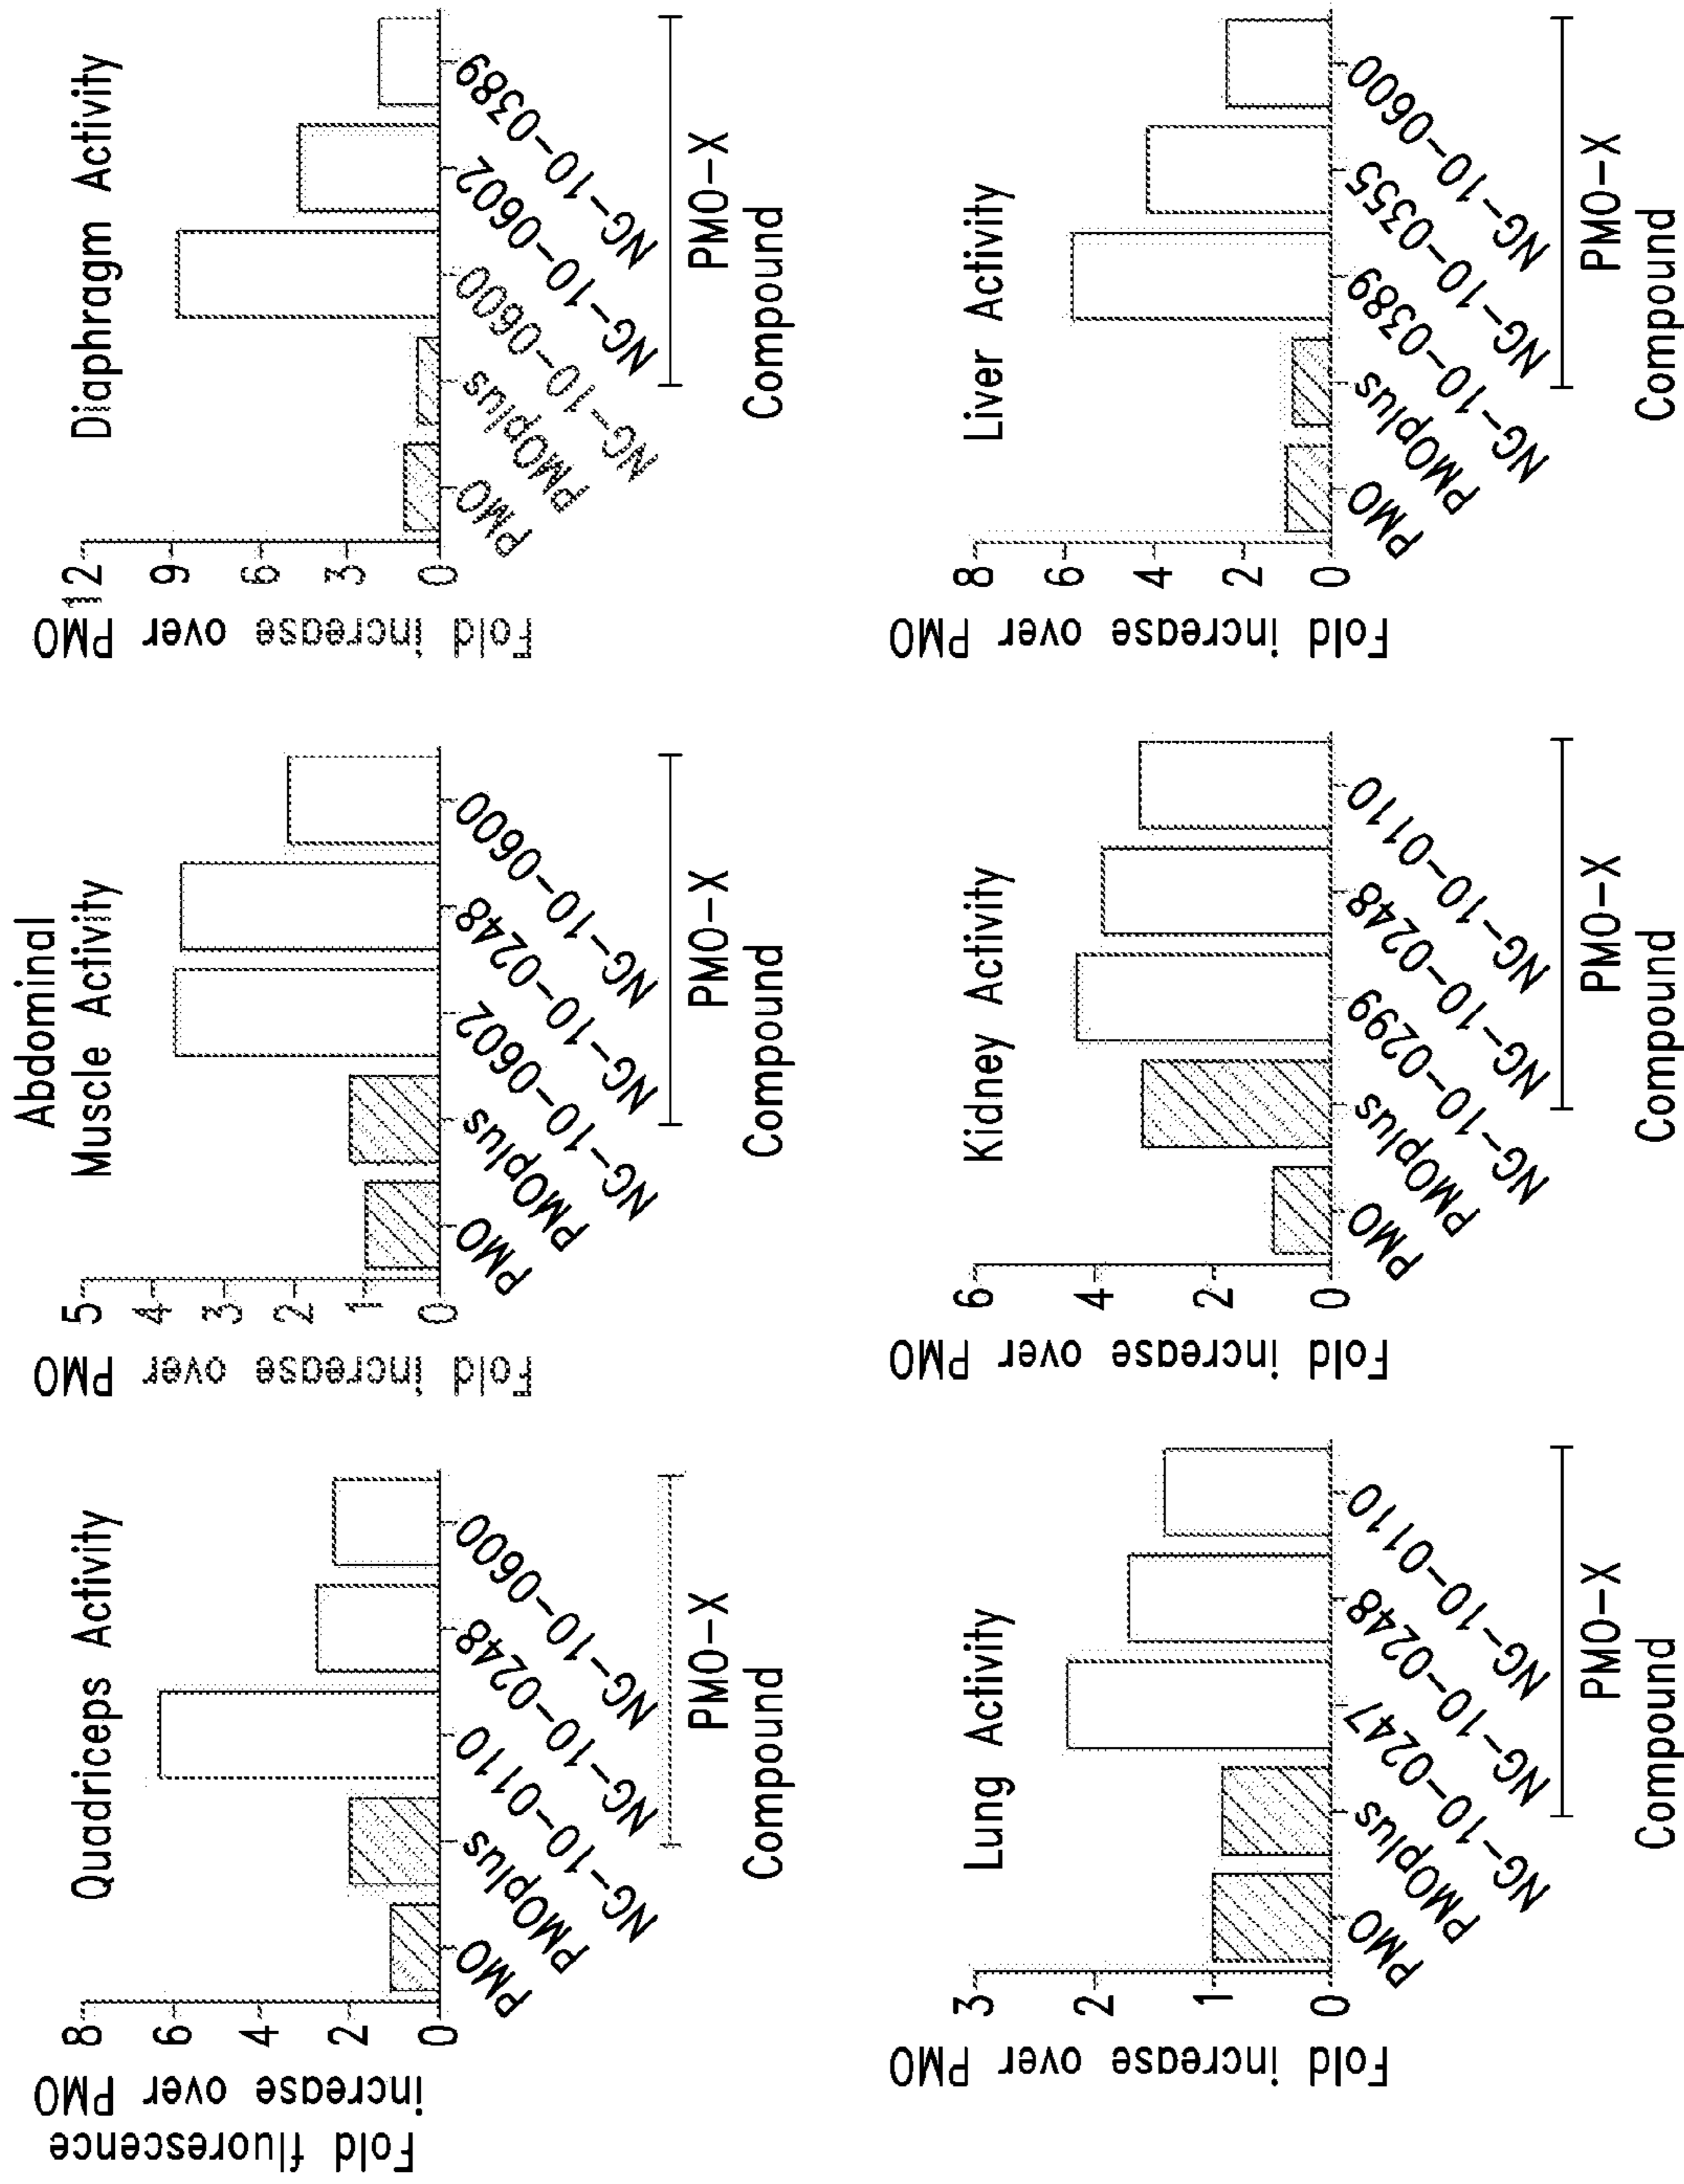 Quadriceps Activity
Fold fluorescence
increase over PMO
8
6
4
2
0
PMO
PMOplus
NG-10-0110
NG-10-0248
NG-10-0600
PMO-X
Compound
Abdominal
Muscle Activity
Fold increase over PMO
5
4
3
2
1
0
PMO
PMOplus
NG-10-0602
NG-10-0248
NG-10-0600
PMO-X
Compound
Diaphragm Activity
Fold increase over PMO
12
9
6
3
0
PMO
PMOplus
NG-10-0600
NG-10-0602
NG-10-0389
PMO-X
Compound
Lung Activity
Fold increase over PMO
3
2
1
0
PMO
PMOplus
NG-10-0247
NG-10-0248
NG-10-0110
PMO-X
Compound
Kidney Activity
Fold increase over PMO
6
4
2
0
PMO
PMOplus
NG-10-0299
NG-10-0248
NG-10-0110
PMO-X
Compound
Liver Activity
Fold increase over PMO
8
6
4
2
0
PMO
PMOplus
NG-10-0389
NG-10-0355
NG-10-0600
PMO-X
Compound